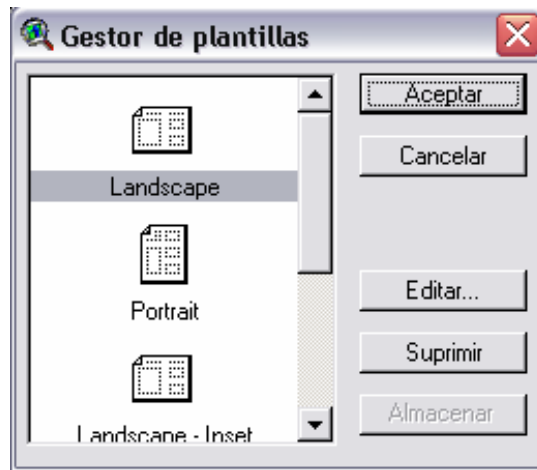 Gestor de plantillas
Landscape
Portrait
Landscape - Inset
Aceptar
Cancelar
Editar...
Suprimir
Almacenar